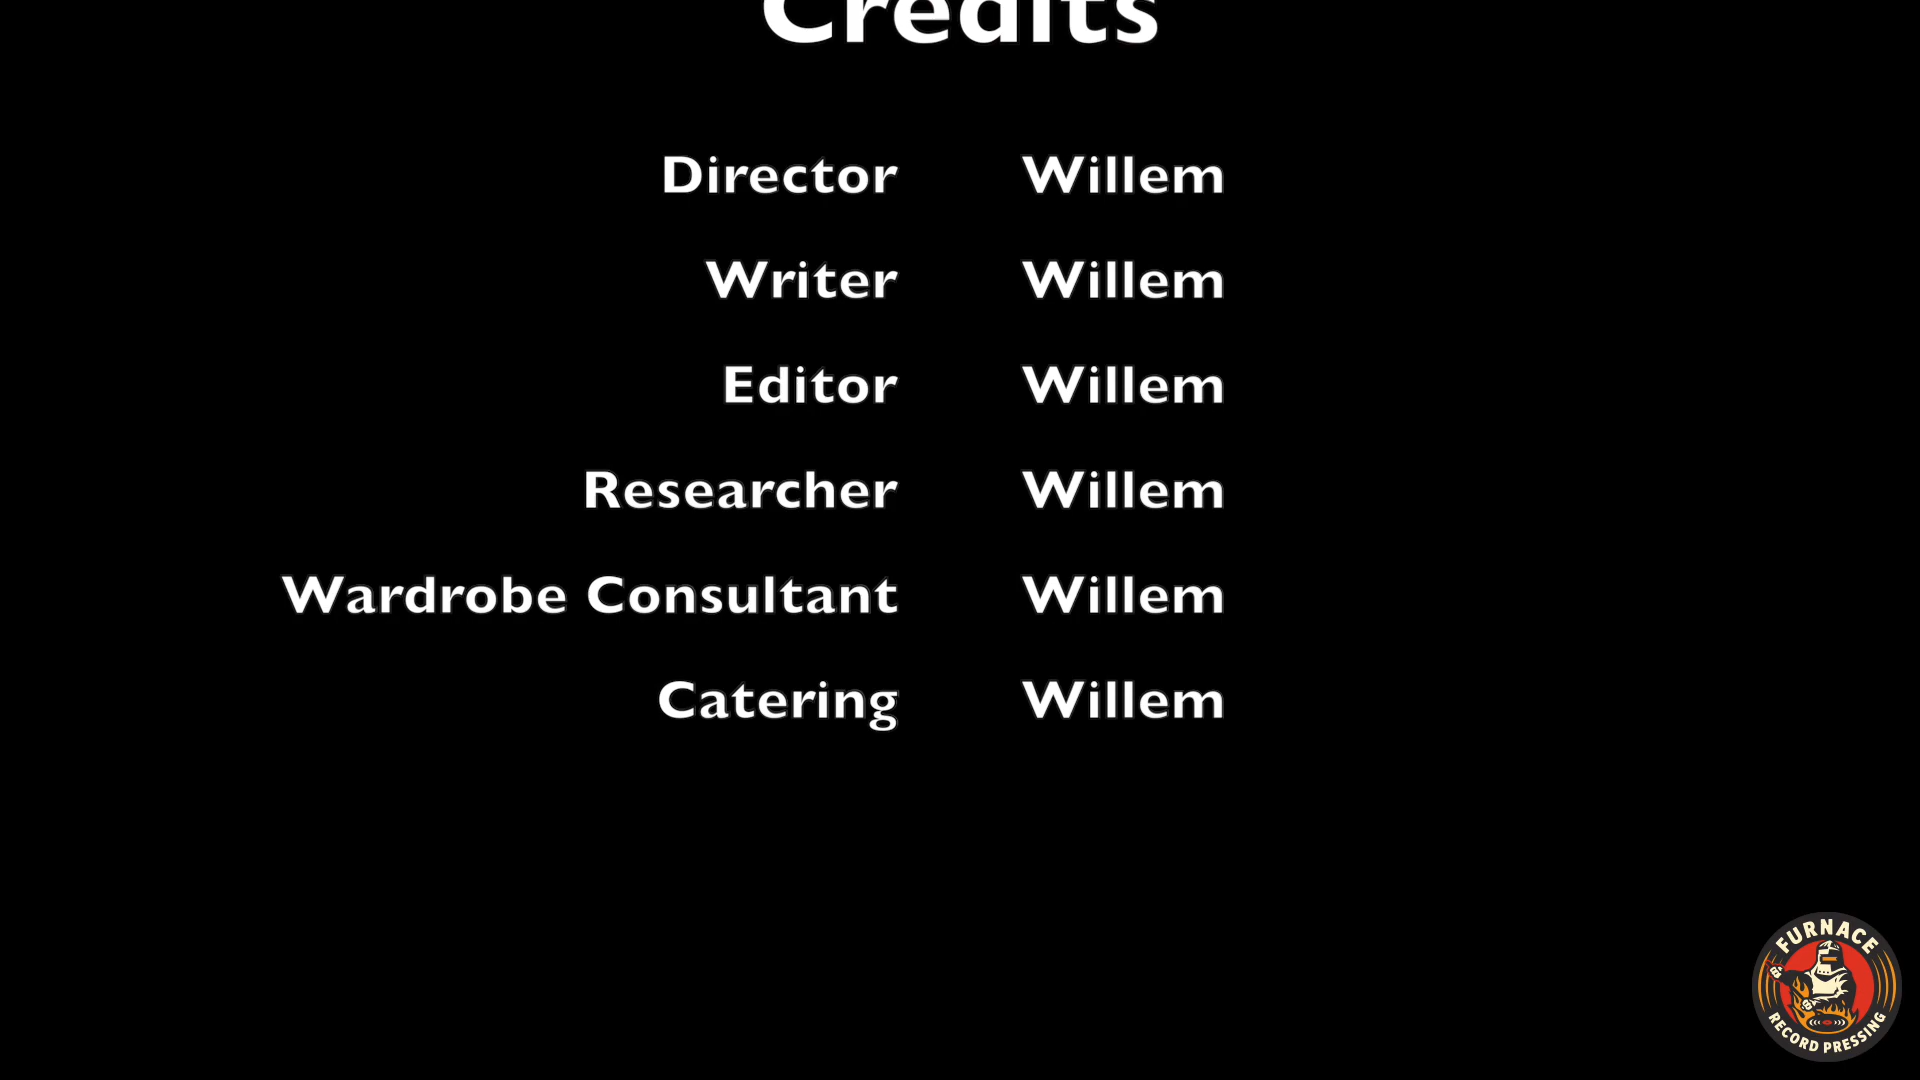 Credits
Director Willem
Writer Willem
Editor Willem
Researcher Willem
Wardrobe Consultant Willem
Catering Willem
FURNACE
RECORD PRESSING